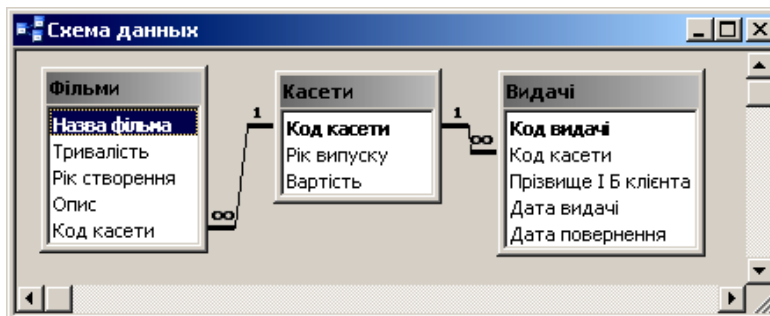 Схема данных
Фільми
Назва фільма
Тривалість
Рік створення
Опис
Код касети
1
∞
Касети
Код касети
Рік випуску
Вартість
1
∞
Видачі
Код видачі
Код касети
Прізвище І Б клієнта
Дата видачі
Дата повернення